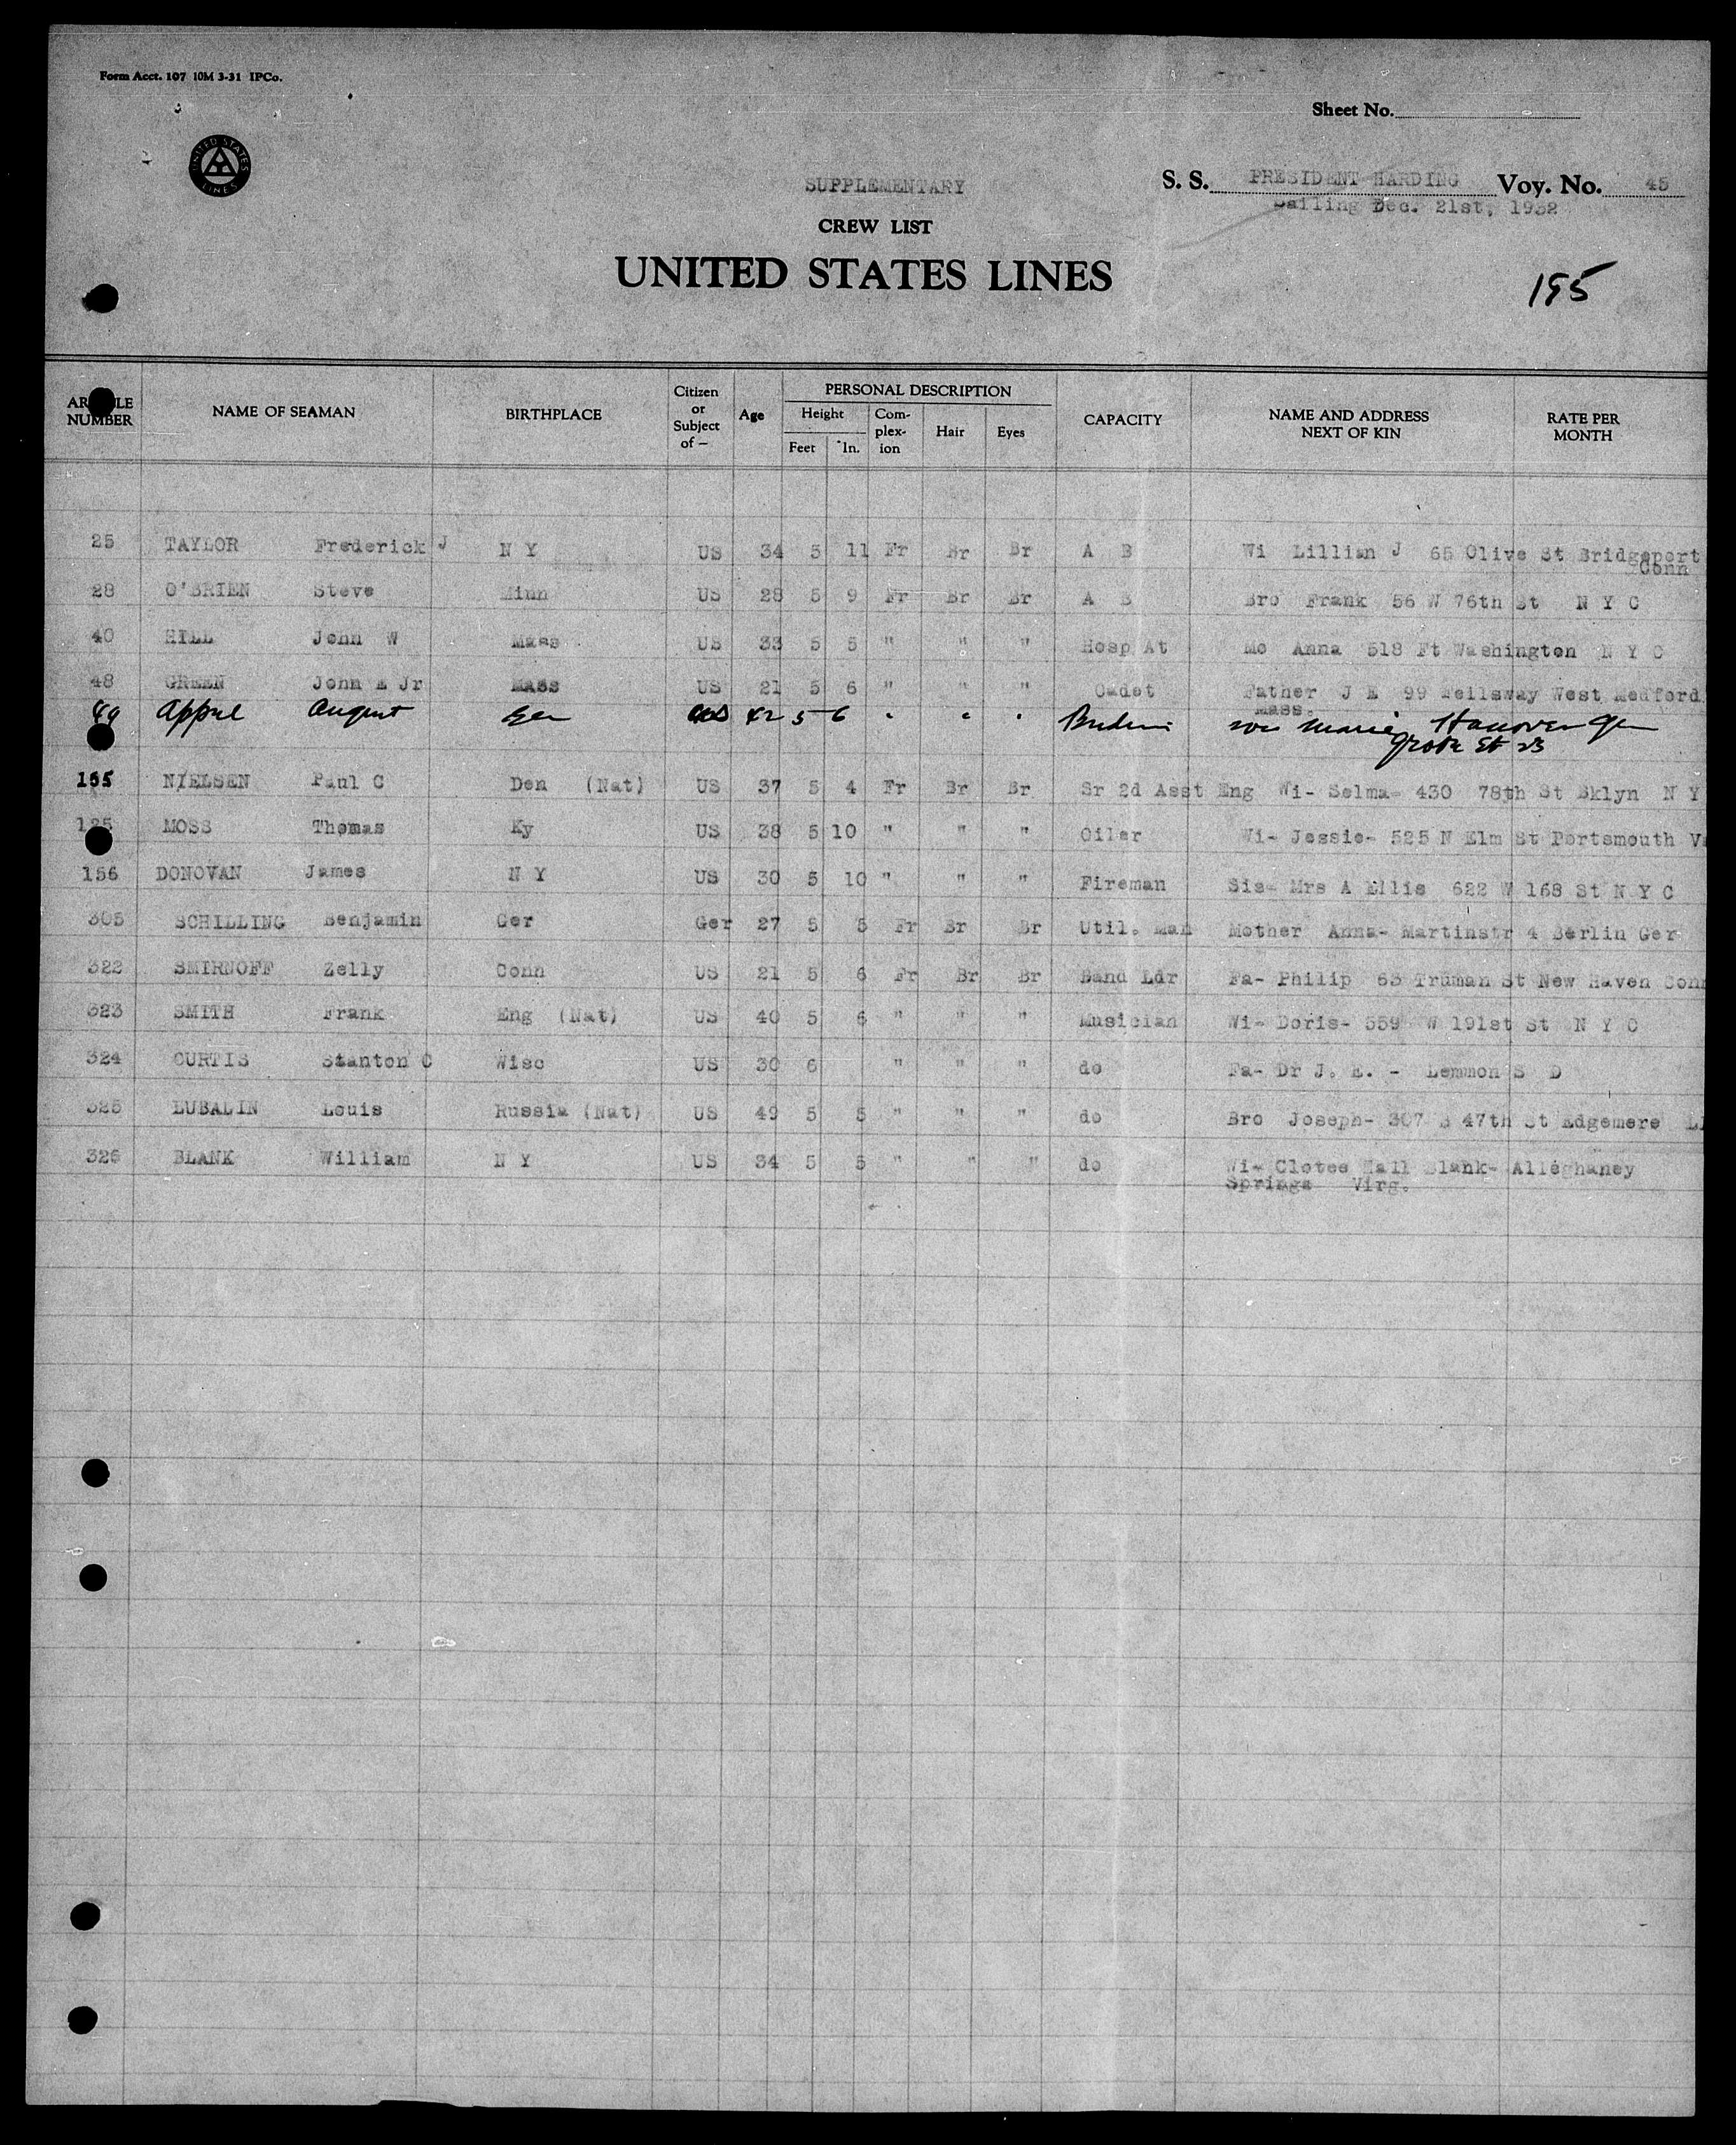 Form Acct. 107 10M 3-31 IPCo.
Sheet No.
UNITED STATES LINES
SUPPLEMENTARY
S. S. PRESIDENT HARDING Voy. No. 45
Sailing Dec. 21st, 1932
CREW LIST
UNITED STATES LINES
195
ARTICLE NUMBER NAME OF SEAMAN BIRTHPLACE Citizen or Subject of — Age PERSONAL DESCRIPTION Height Feet In. Complexion Hair Eyes CAPACITY NAME AND ADDRESS NEXT OF KIN RATE PER MONTH
25 TAYLOR Frederick J N Y US 34 5 11 Fr Br Br A B Wi Lillian J 65 Olive St Bridgeport
Conn
28 O'BRIEN Steve Minn US 28 5 9 Fr Br Br A B Bro Frank 56 W 76th St N Y C
40 HILL John W Mass US 33 5 5 " " " Hosp At Mo Anna 518 Ft Washington N Y C
48 GREEN John E Jr Mass US 21 5 6 " " " Cadet Father J E 99 Wellsway West Medford
Mass.
49 Appel August Ger 42 5 6 " " " Marie Hanover Ger
St 23
155 NIELSEN Paul C Den (Nat) US 37 5 4 Fr Br Br Sr 2d Asst Eng Wi- Selma- 430 78th St Bklyn N Y
125 MOSS Thomas Ky US 38 5 10 " " " Oiler Wi- Jessie- 525 N Elm St Portsmouth Va
156 DONOVAN James N Y US 30 5 10 " " " Fireman Sis- Mrs A Ellis 622 W 168 St N Y C
305 SCHILLING Benjamin Ger Ger 27 5 5 Fr Br Br Util. Man Mother Anna- Martinstr 4 Berlin Ger
322 SMIRNOFF Zelly Conn US 21 5 6 Fr Br Br Band Ldr Fa- Philip 63 Truman St New Haven Conn
323 SMITH Frank Eng (Nat) US 40 5 6 " " " Musician Wi- Doris- 559 W 191st St N Y C
324 CURTIS Stanton C Wisc US 30 6 " " " do Fa- Dr J. E. - Lemmon S D
325 LUBALIN Louis Russia (Nat) US 49 5 5 " " " do Bro Joseph- 307 B 47th St Edgemere LI
326 BLANK William N Y US 34 5 5 " " " do Wi- Clotee Hall Blank- Alleghaney
Springs Virg.